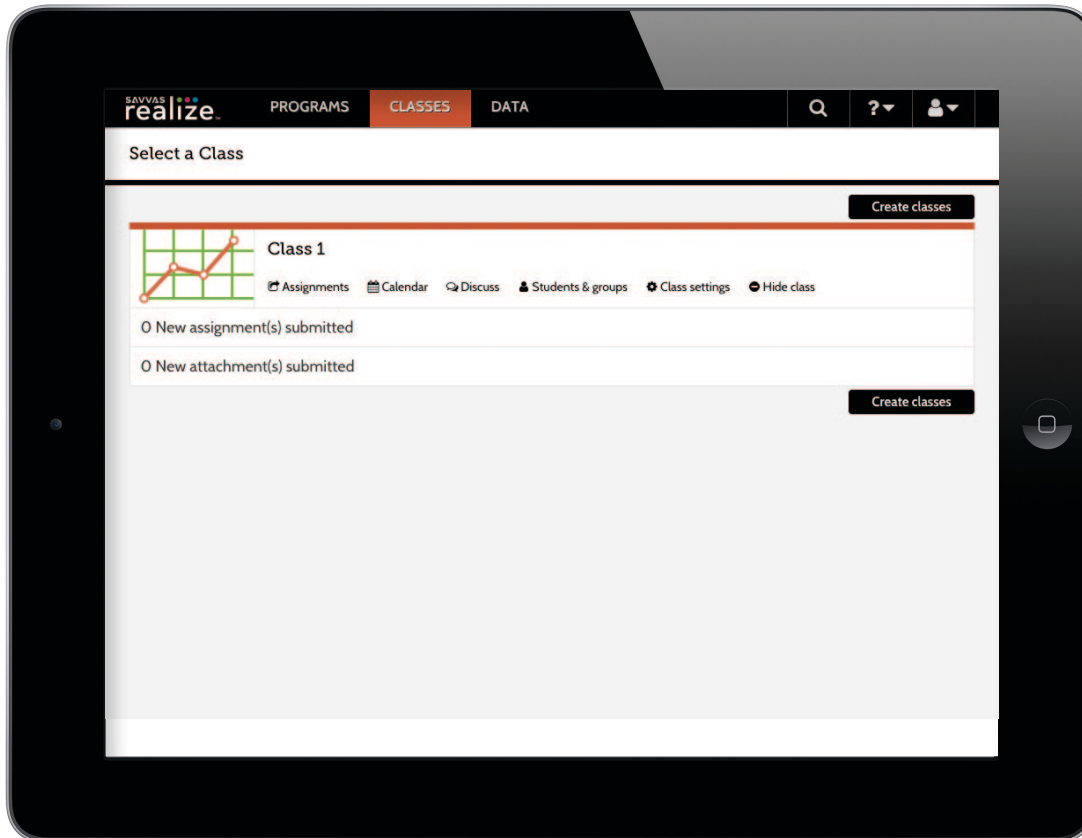 SAVVAS
realize™ PROGRAMS CLASSES DATA ?
Select a Class
Create classes
Class 1
Assignments Calendar Discuss Students & groups Class settings Hide class
0 New assignment(s) submitted
0 New attachment(s) submitted
Create classes